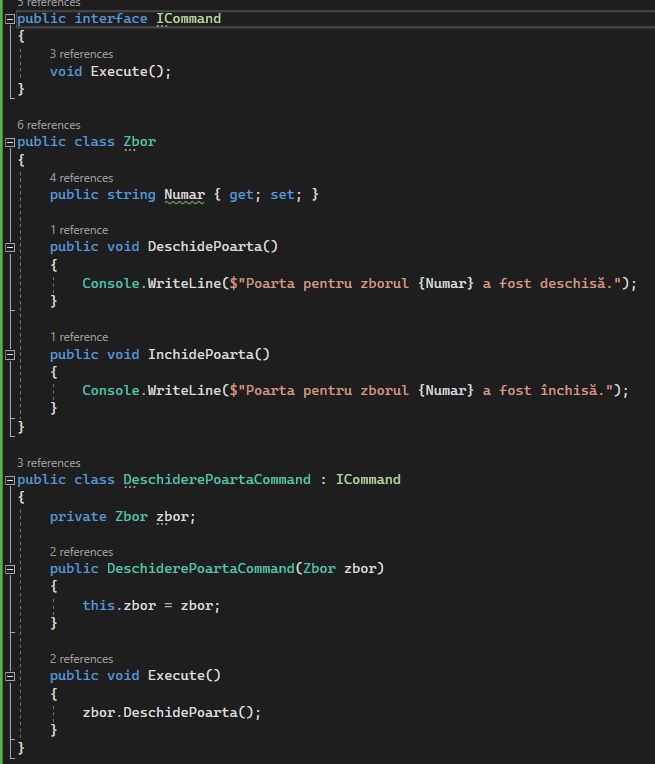 5 references
public interface ICommand
{
3 references
void Execute();
}
6 references
public class Zbor
{
4 references
public string Numar { get; set; }
1 reference
public void DeschidePoarta()
{
Console.WriteLine($"Poarta pentru zborul {Numar} a fost deschisă.");
}
1 reference
public void InchidePoarta()
{
Console.WriteLine($"Poarta pentru zborul {Numar} a fost închisă.");
}
}
3 references
public class DeschiderePoartaCommand : ICommand
{
private Zbor zbor;
2 references
public DeschiderePoartaCommand(Zbor zbor)
{
this.zbor = zbor;
}
2 references
public void Execute()
{
zbor.DeschidePoarta();
}
}